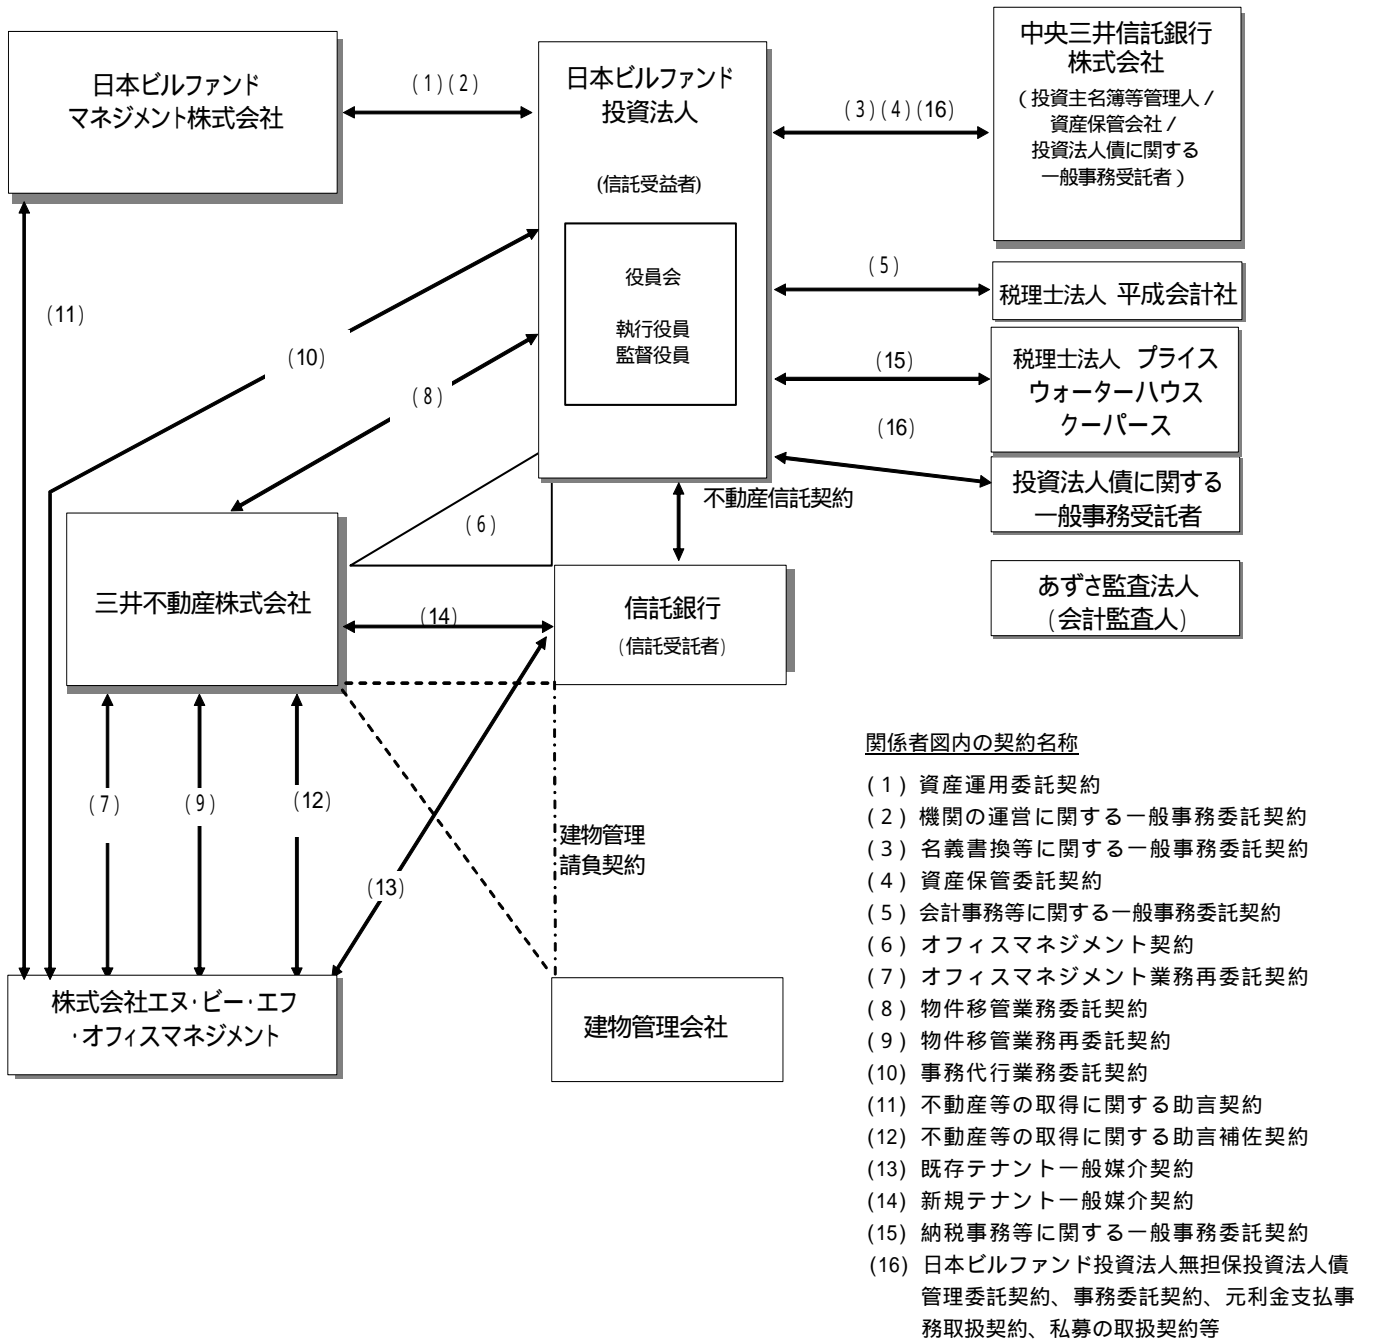 日本ビルファンド
マネジメント株式会社
(1)(2)
日本ビルファンド
投資法人
(信託受益者)
役員会
執行役員
監督役員
(3)(4)(16)
中央三井信託銀行
株式会社
(投資主名簿等管理人/
資産保管会社/
投資法人債に関する
一般事務受託者)
(5)
税理士法人 平成会計社
(15)
税理士法人 プライス
ウォーターハウス
クーパース
(16)
投資法人債に関する
一般事務受託者
あずさ監査法人
(会計監査人)
(11)
(10)
(8)
(6)
不動産信託契約
三井不動産株式会社
(14)
信託銀行
(信託受託者)
(7)
(9)
(12)
(13)
建物管理
請負契約
株式会社エヌ・ビー・エフ
・オフィスマネジメント
建物管理会社
関係者図内の契約名称
(1) 資産運用委託契約
(2) 機関の運営に関する一般事務委託契約
(3) 名義書換等に関する一般事務委託契約
(4) 資産保管委託契約
(5) 会計事務等に関する一般事務委託契約
(6) オフィスマネジメント契約
(7) オフィスマネジメント業務再委託契約
(8) 物件移管業務委託契約
(9) 物件移管業務再委託契約
(10) 事務代行業務委託契約
(11) 不動産等の取得に関する助言契約
(12) 不動産等の取得に関する助言補佐契約
(13) 既存テナント一般媒介契約
(14) 新規テナント一般媒介契約
(15) 納税事務等に関する一般事務委託契約
(16) 日本ビルファンド投資法人無担保投資法人債
管理委託契約、事務委託契約、元利金支払事
務取扱契約、私募の取扱契約等